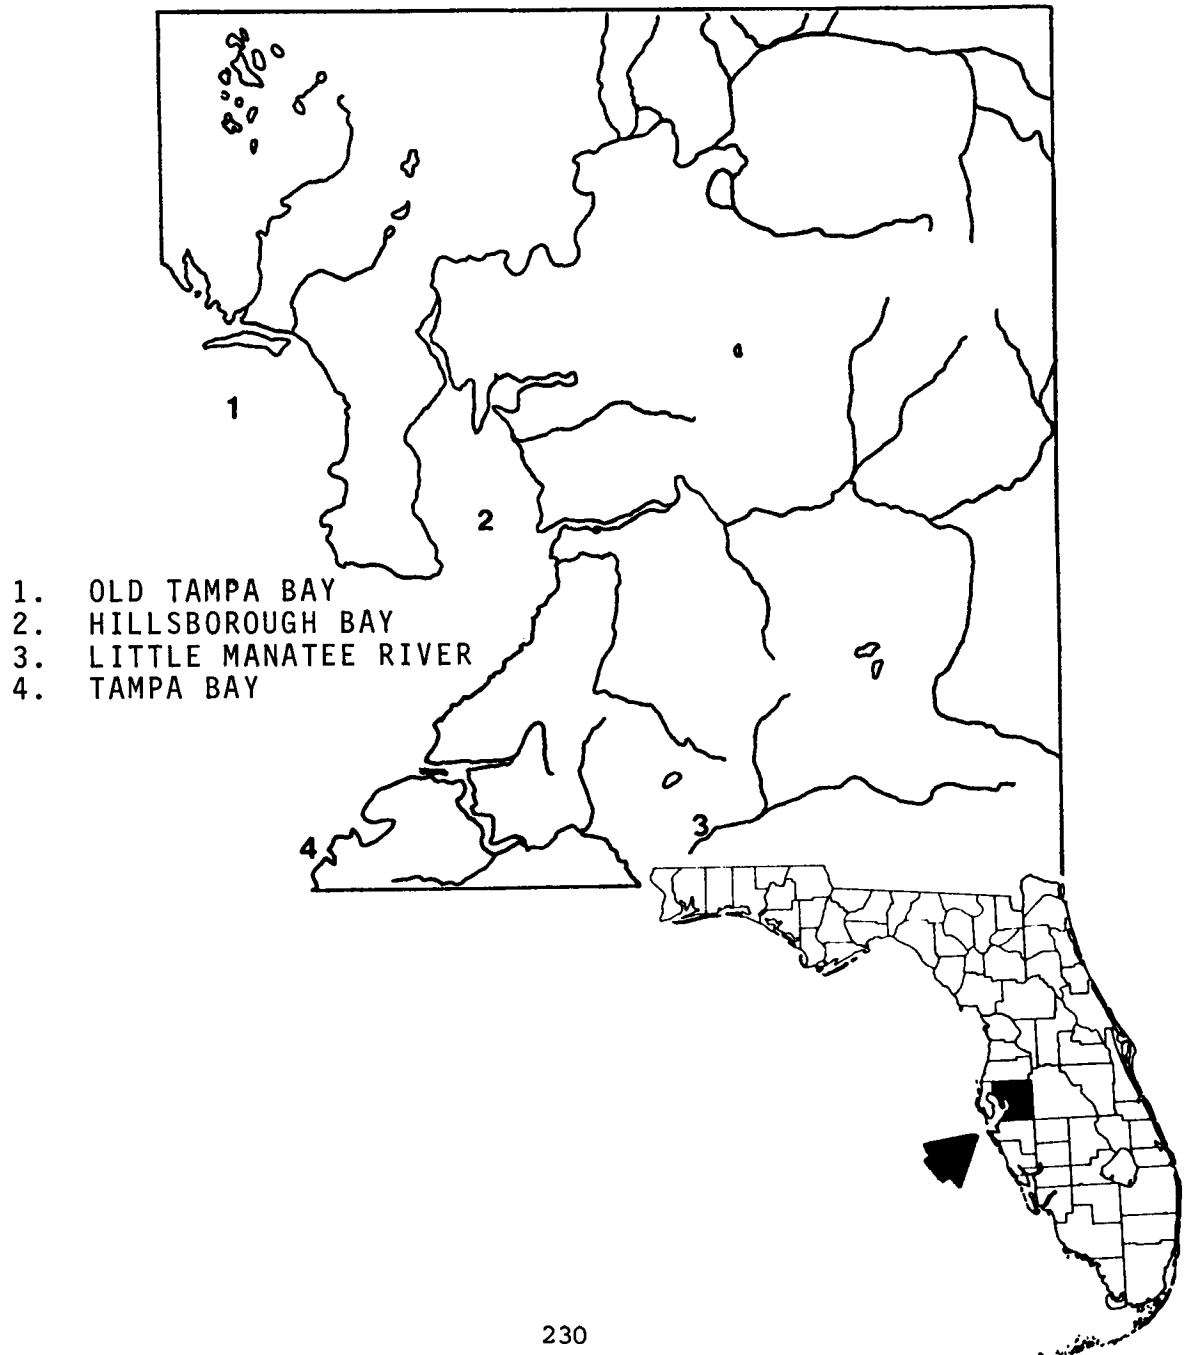 1
2
1. OLD TAMPA BAY
2. HILLSBOROUGH BAY
3. LITTLE MANATEE RIVER
4. TAMPA BAY
3
4
230